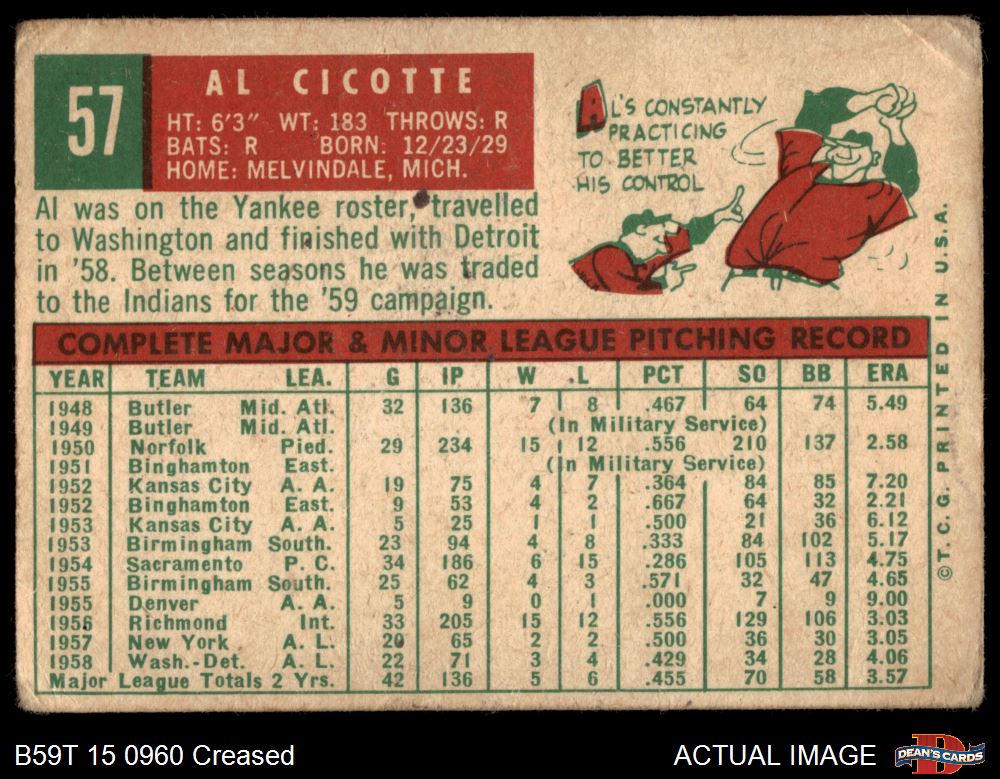 57
AL CICOTTE
HT: 6'3" WT: 183 THROWS: R
BATS: R BORN: 12/23/29
HOME: MELVINDALE, MICH.
Al was on the Yankee roster, travelled
to Washington and finished with Detroit
in '58. Between seasons he was traded
to the Indians for the '59 campaign.
AL'S CONSTANTLY
PRACTICING
TO BETTER
HIS CONTROL
COMPLETE MAJOR & MINOR LEAGUE PITCHING RECORD
YEAR TEAM LEA. G IP W L PCT SO BB ERA
1948 Butler Mid. Atl. 32 136 7 8 .467 64 74 5.49
1949 Butler Mid. Atl. (In Military Service)
1950 Norfolk Pied. 29 234 15 12 .556 210 137 2.58
1951 Binghamton East. (In Military Service)
1952 Kansas City A. A. 19 75 4 7 .364 84 85 7.20
1952 Binghamton East. 9 53 4 2 .667 64 32 2.21
1953 Kansas City A. A. 5 25 1 1 .500 21 36 6.12
1953 Birmingham South. 23 94 4 8 .333 84 102 5.17
1954 Sacramento P. C. 34 186 6 15 .286 105 113 4.75
1955 Birmingham South. 25 62 4 3 .571 32 47 4.65
1955 Denver A. A. 5 9 0 1 .000 7 9 9.00
1956 Richmond Int. 33 205 15 12 .556 129 106 3.03
1957 New York A. L. 20 65 2 2 .500 36 30 3.05
1958 Wash.-Det. A. L. 22 71 3 4 .429 34 28 4.06
Major League Totals 2 Yrs. 42 136 5 6 .455 70 58 3.57
©T. C. G. PRINTED IN U.S.A.
B59T 15 0960 Creased
ACTUAL IMAGE
DEAN'S CARDS